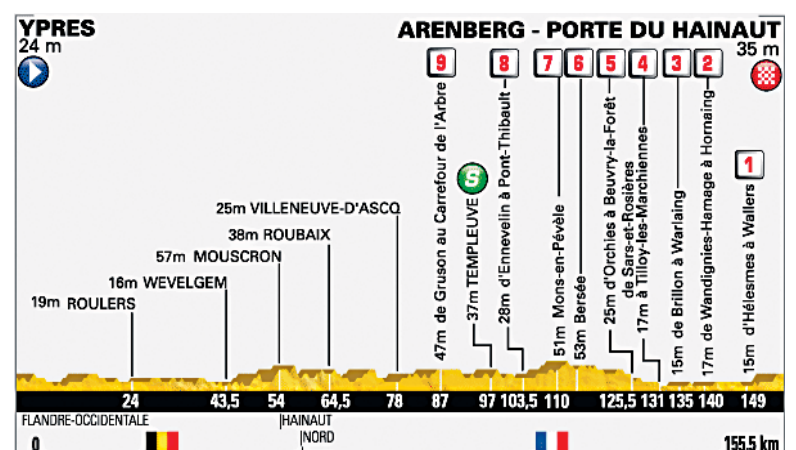 YPRES
24 m
ARENBERG - PORTE DU HAINAUT
35 m
9
8
7
6
5
4
3
2
1
S
19m ROULERS
16m WEVELGEM
57m MOUSCRON
38m ROUBAIX
25m VILLENEUVE-D'ASCQ
47m de Gruson au Carrefour de l'Arbre
37m TEMPLEUVE
28m d'Ennevelin à Pont-Thibault
51m Mons-en-Pévèle
53m Bersée
25m d'Orchies à Beuvry-la-Forêt
de Sars-et-Rosières
17m à Tilloy-les-Marchiennes
15m de Brillon à Warlaing
17m de Wandignies-Hamage à Hornaing
15m d'Hélesmes à Wallers
24 43,5 54 64,5 78 87 97 103,5 110 125,5 131 135 140 149
FLANDRE-OCCIDENTALE HAINAUT
NORD
0 155,5 km